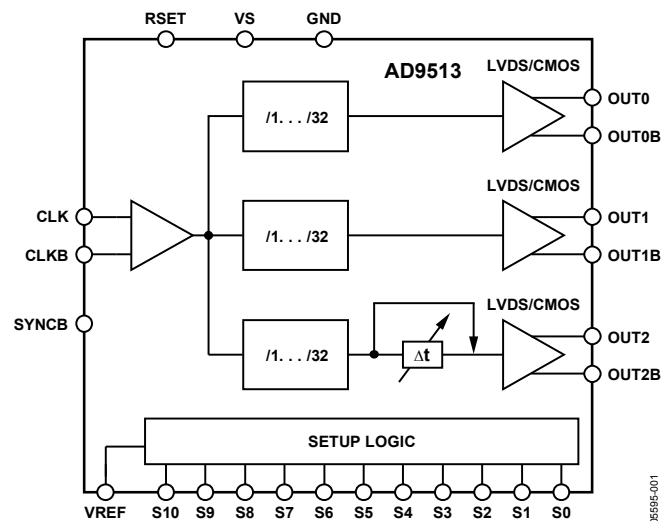 RSET VS GND
AD9513
LVDS/CMOS
/1. . . /32
OUT0
OUT0B
LVDS/CMOS
CLK
/1. . . /32
OUT1
CLKB
OUT1B
SYNCB
LVDS/CMOS
/1. . . /32
Δt
OUT2
OUT2B
SETUP LOGIC
VREF S10 S9 S8 S7 S6 S5 S4 S3 S2 S1 S0
05595-001